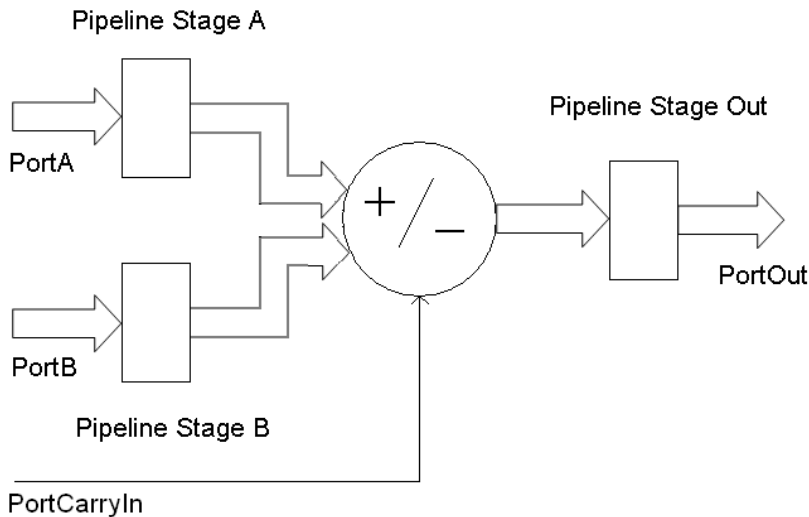 Pipeline Stage A
PortA
Pipeline Stage Out
+/-
PortOut
PortB
Pipeline Stage B
PortCarryIn